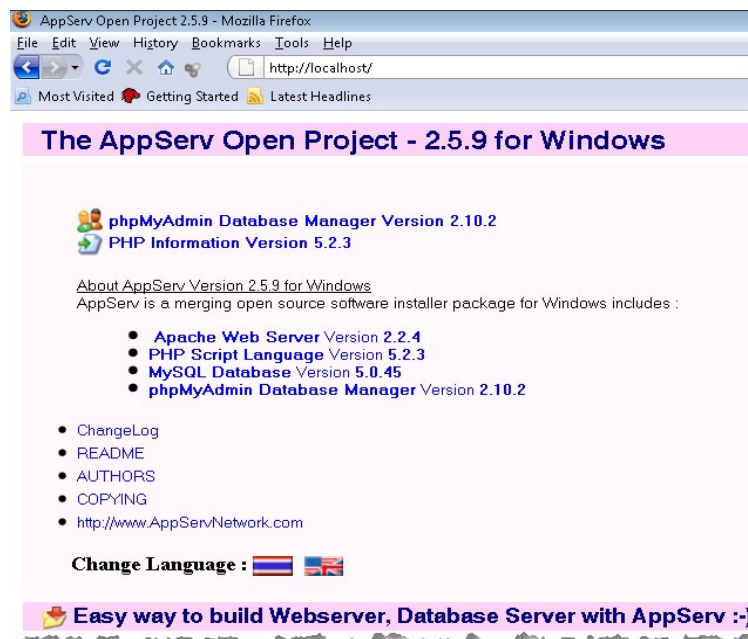 AppServ Open Project 2.5.9 - Mozilla Firefox
File Edit View History Bookmarks Tools Help
http://localhost/
Most Visited Getting Started Latest Headlines
The AppServ Open Project - 2.5.9 for Windows
phpMyAdmin Database Manager Version 2.10.2
PHP Information Version 5.2.3
About AppServ Version 2.5.9 for Windows
AppServ is a merging open source software installer package for Windows includes :
Apache Web Server Version 2.2.4
PHP Script Language Version 5.2.3
MySQL Database Version 5.0.45
phpMyAdmin Database Manager Version 2.10.2
ChangeLog
README
AUTHORS
COPYING
http://www.AppServNetwork.com
Change Language :
Easy way to build Webserver, Database Server with AppServ :-)